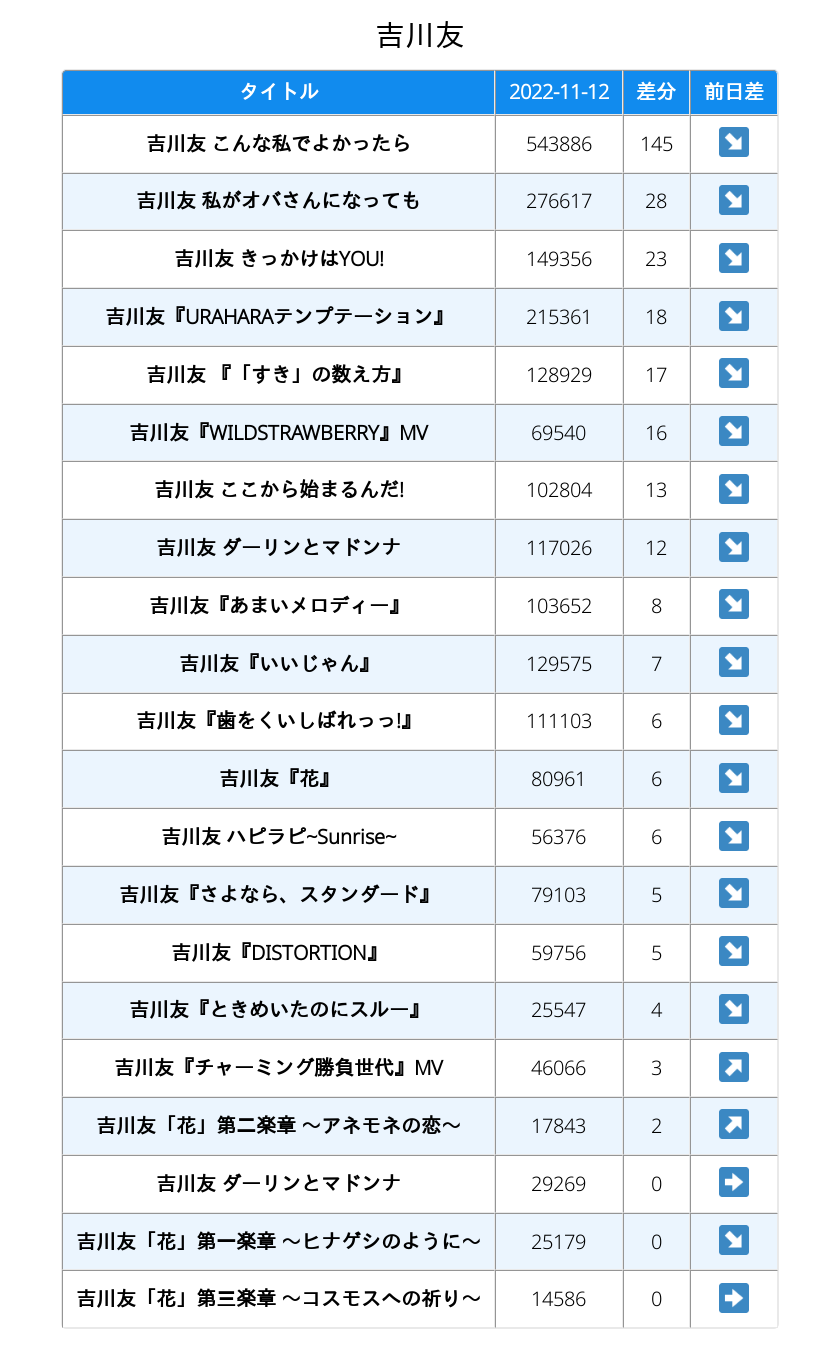 吉川友
タイトル 2022-11-12 差分 前日差
吉川友 こんな私でよかったら 543886 145 ↘
吉川友 私がオバさんになっても 276617 28 ↘
吉川友 きっかけはYOU! 149356 23 ↘
吉川友『URAHARAテンプテーション』 215361 18 ↘
吉川友 『「すき」の数え方』 128929 17 ↘
吉川友『WILDSTRAWBERRY』MV 69540 16 ↘
吉川友 ここから始まるんだ! 102804 13 ↘
吉川友 ダーリンとマドンナ 117026 12 ↘
吉川友『あまいメロディー』 103652 8 ↘
吉川友『いいじゃん』 129575 7 ↘
吉川友『歯をくいしばれっっ!』 111103 6 ↘
吉川友『花』 80961 6 ↘
吉川友 ハピラピ~Sunrise~ 56376 6 ↘
吉川友『さよなら、スタンダード』 79103 5 ↘
吉川友『DISTORTION』 59756 5 ↘
吉川友『ときめいたのにスルー』 25547 4 ↘
吉川友『チャーミング勝負世代』MV 46066 3 ↗
吉川友「花」第二楽章 〜アネモネの恋〜 17843 2 ↗
吉川友 ダーリンとマドンナ 29269 0 ➡
吉川友「花」第一楽章 〜ヒナゲシのように〜 25179 0 ↘
吉川友「花」第三楽章 〜コスモスへの祈り〜 14586 0 ➡